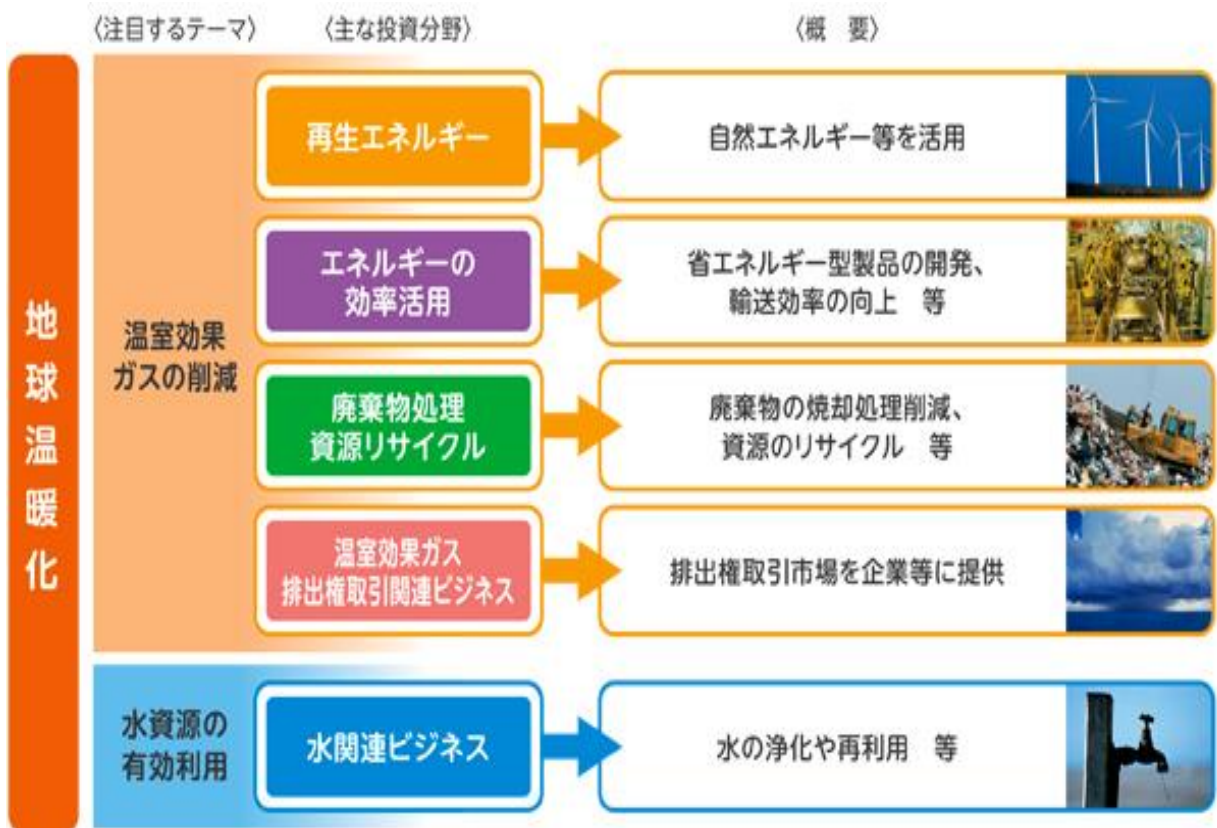 〈注目するテーマ〉
〈主な投資分野〉
〈概　要〉
地球温暖化
温室効果
ガスの削減
再生エネルギー
自然エネルギー等を活用
エネルギーの
効率活用
省エネルギー型製品の開発、
輸送効率の向上　等
廃棄物処理
資源リサイクル
廃棄物の焼却処理削減、
資源のリサイクル　等
温室効果ガス
排出権取引関連ビジネス
排出権取引市場を企業等に提供
水資源の
有効利用
水関連ビジネス
水の浄化や再利用　等